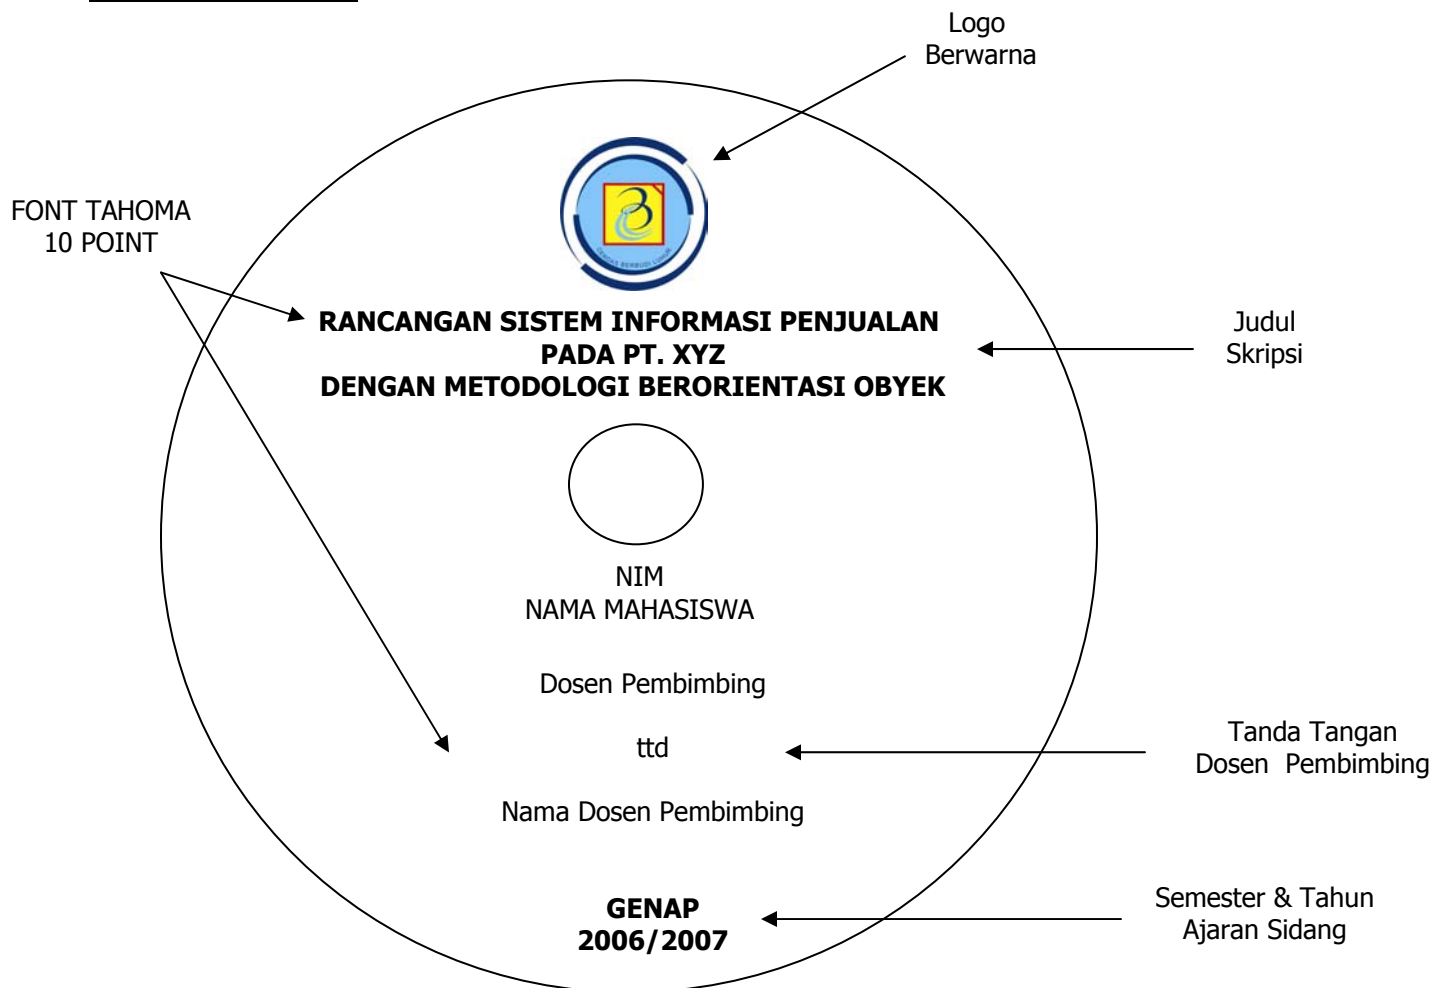 Logo
Berwarna
FONT TAHOMA
10 POINT
RANCANGAN SISTEM INFORMASI PENJUALAN
PADA PT. XYZ
DENGAN METODOLOGI BERORIENTASI OBYEK
Judul
Skripsi
NIM
NAMA MAHASISWA
Dosen Pembimbing
ttd
Tanda Tangan
Dosen Pembimbing
Nama Dosen Pembimbing
GENAP
2006/2007
Semester & Tahun
Ajaran Sidang